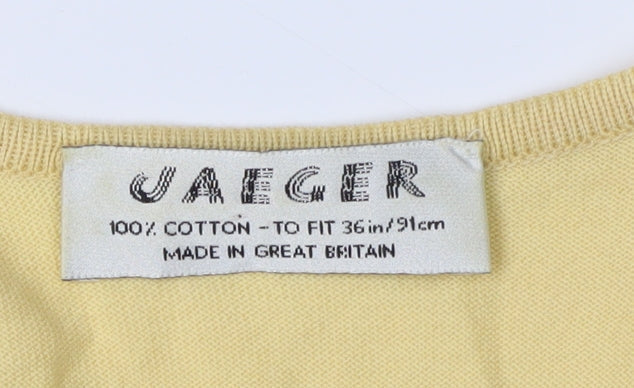 JAEGER
100% COTTON - TO FIT 36in/91cm
MADE IN GREAT BRITAIN